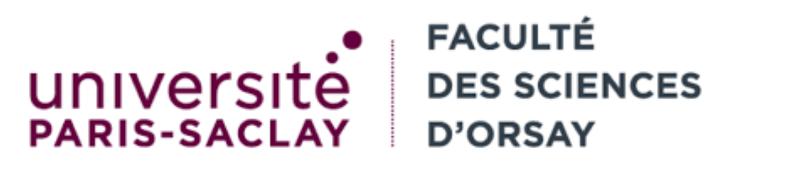 université
PARIS-SACLAY
FACULTÉ
DES SCIENCES
D'ORSAY